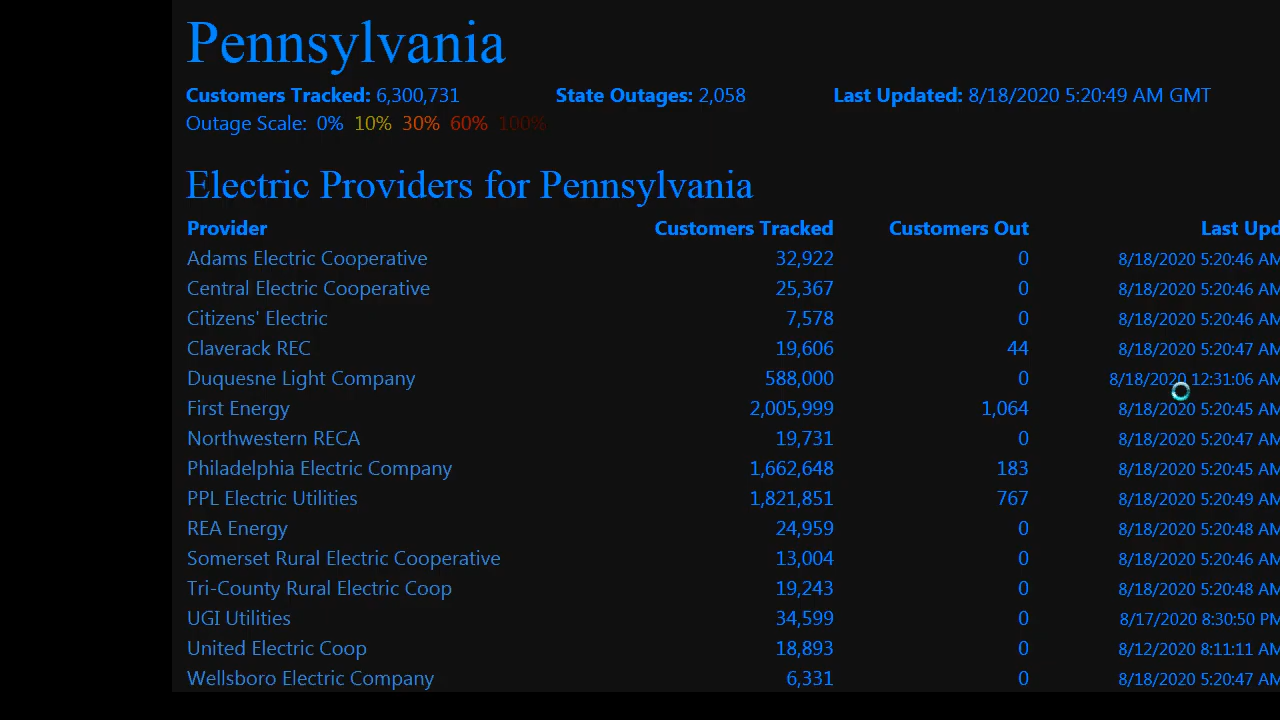 Pennsylvania
Customers Tracked: 6,300,731 State Outages: 2,058 Last Updated: 8/18/2020 5:20:49 AM GMT
Outage Scale: 0% 10% 30% 60% 100%
Electric Providers for Pennsylvania
Provider Customers Tracked Customers Out Last Upd
Adams Electric Cooperative 32,922 0 8/18/2020 5:20:46 AM
Central Electric Cooperative 25,367 0 8/18/2020 5:20:46 AM
Citizens' Electric 7,578 0 8/18/2020 5:20:46 AM
Claverack REC 19,606 44 8/18/2020 5:20:47 AM
Duquesne Light Company 588,000 0 8/18/2020 12:31:06 AM
First Energy 2,005,999 1,064 8/18/2020 5:20:45 AM
Northwestern RECA 19,731 0 8/18/2020 5:20:47 AM
Philadelphia Electric Company 1,662,648 183 8/18/2020 5:20:45 AM
PPL Electric Utilities 1,821,851 767 8/18/2020 5:20:49 AM
REA Energy 24,959 0 8/18/2020 5:20:48 AM
Somerset Rural Electric Cooperative 13,004 0 8/18/2020 5:20:46 AM
Tri-County Rural Electric Coop 19,243 0 8/18/2020 5:20:48 AM
UGI Utilities 34,599 0 8/17/2020 8:30:50 PM
United Electric Coop 18,893 0 8/12/2020 8:11:11 AM
Wellsboro Electric Company 6,331 0 8/18/2020 5:20:47 AM